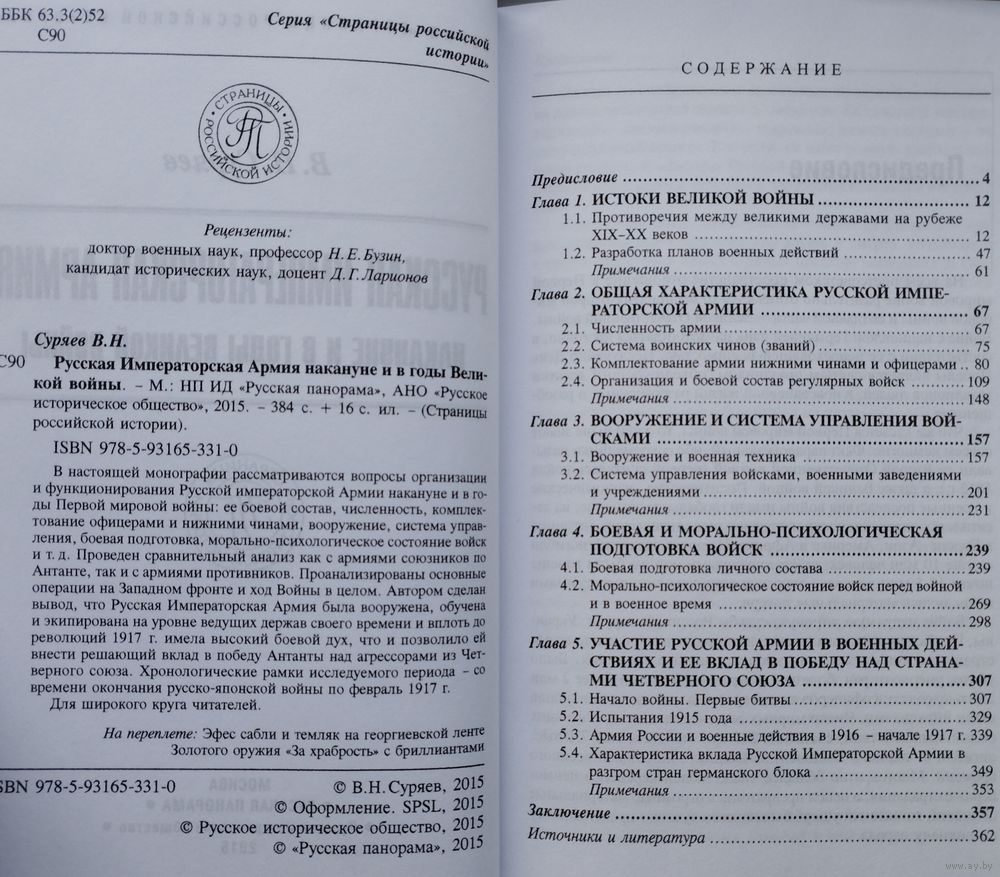 ББК 63.3(2)52
С90
Серия «Страницы российской
истории»
СТРАНИЦЫ РОССИЙСКОЙ ИСТОРИИ
Рецензенты:
доктор военных наук, профессор Н. Е. Бузин,
кандидат исторических наук, доцент Д. Г. Ларионов
Суряев В.Н.
С90 Русская Императорская Армия накануне и в годы Вели-
кой войны. – М.: НП ИД «Русская панорама», АНО «Русское
историческое общество», 2015. – 384 с. + 16 с. ил. – (Страницы
российской истории).
ISBN 978-5-93165-331-0
В настоящей монографии рассматриваются вопросы организации
и функционирования Русской императорской Армии накануне и в го-
ды Первой мировой войны: ее боевой состав, численность, комплек-
тование офицерами и нижними чинами, вооружение, система управ-
ления, боевая подготовка, морально-психологическое состояние войск
и т. д. Проведен сравнительный анализ как с армиями союзников по
Антанте, так и с армиями противников. Проанализированы основные
операции на Западном фронте и ход Войны в целом. Автором сделан
вывод, что Русская Императорская Армия была вооружена, обучена
и экипирована на уровне ведущих держав своего времени и вплоть до
революций 1917 г. имела высокий боевой дух, что и позволило ей
внести решающий вклад в победу Антанты над агрессорами из Чет-
верного союза. Хронологические рамки исследуемого периода – со
времени окончания русско-японской войны по февраль 1917 г.
Для широкого круга читателей.
На переплете: Эфес сабли и темляк на георгиевской ленте
Золотого оружия «За храбрость» с бриллиантами
ISBN 978-5-93165-331-0
© В.Н. Суряев, 2015
© Оформление. SPSL, 2015
© Русское историческое общество, 2015
© «Русская панорама», 2015
СОДЕРЖАНИЕ
Предисловие 4
Глава 1. ИСТОКИ ВЕЛИКОЙ ВОЙНЫ 12
1.1. Противоречия между великими державами на рубеже
XIX–XX веков 12
1.2. Разработка планов военных действий 47
Примечания 61
Глава 2. ОБЩАЯ ХАРАКТЕРИСТИКА РУССКОЙ ИМПЕ-
РАТОРСКОЙ АРМИИ 67
2.1. Численность армии 67
2.2. Система воинских чинов (званий) 75
2.3. Комплектование армии нижними чинами и офицерами .. 80
2.4. Организация и боевой состав регулярных войск 109
Примечания 148
Глава 3. ВООРУЖЕНИЕ И СИСТЕМА УПРАВЛЕНИЯ ВОЙ-
СКАМИ 157
3.1. Вооружение и военная техника 157
3.2. Система управления войсками, военными заведениями
и учреждениями 201
Примечания 231
Глава 4. БОЕВАЯ И МОРАЛЬНО-ПСИХОЛОГИЧЕСКАЯ
ПОДГОТОВКА ВОЙСК 239
4.1. Боевая подготовка личного состава 239
4.2. Морально-психологическое состояние войск перед войной
и в военное время 269
Примечания 298
Глава 5. УЧАСТИЕ РУССКОЙ АРМИИ В ВОЕННЫХ ДЕЙ-
СТВИЯХ И ЕЕ ВКЛАД В ПОБЕДУ НАД СТРАНА-
МИ ЧЕТВЕРНОГО СОЮЗА 307
5.1. Начало войны. Первые битвы 307
5.2. Испытания 1915 года 329
5.3. Армия России и военные действия в 1916 – начале 1917 г. 339
5.4. Характеристика вклада Русской Императорской Армии в
разгром стран германского блока 349
Примечания 353
Заключение 357
Источники и литература 362
www.ay.by